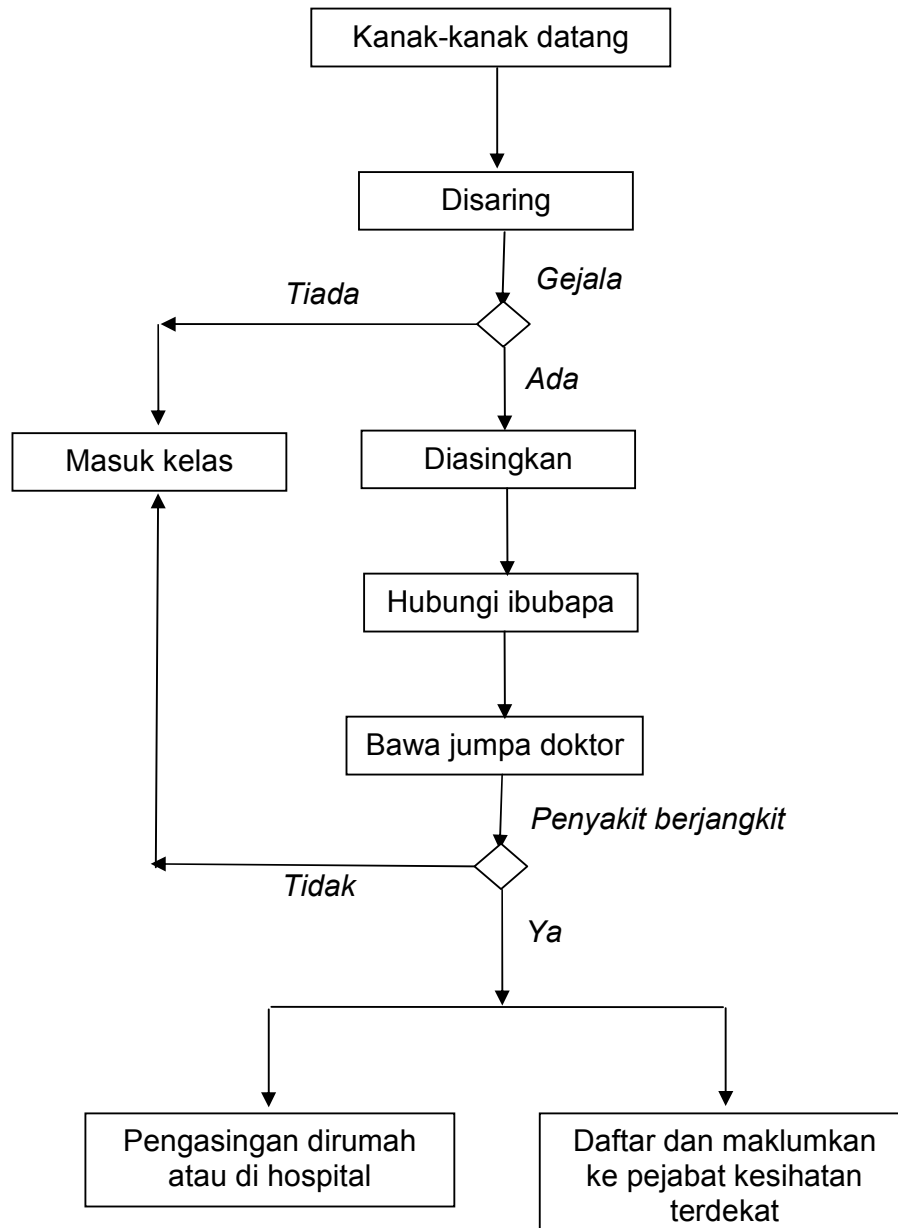 Kanak-kanak datang
Disaring
Gejala
Tiada
Ada
Masuk kelas
Diasingkan
Hubungi ibubapa
Bawa jumpa doktor
Penyakit berjangkit
Tidak
Ya
Pengasingan dirumah
atau di hospital
Daftar dan maklumkan
ke pejabat kesihatan
terdekat